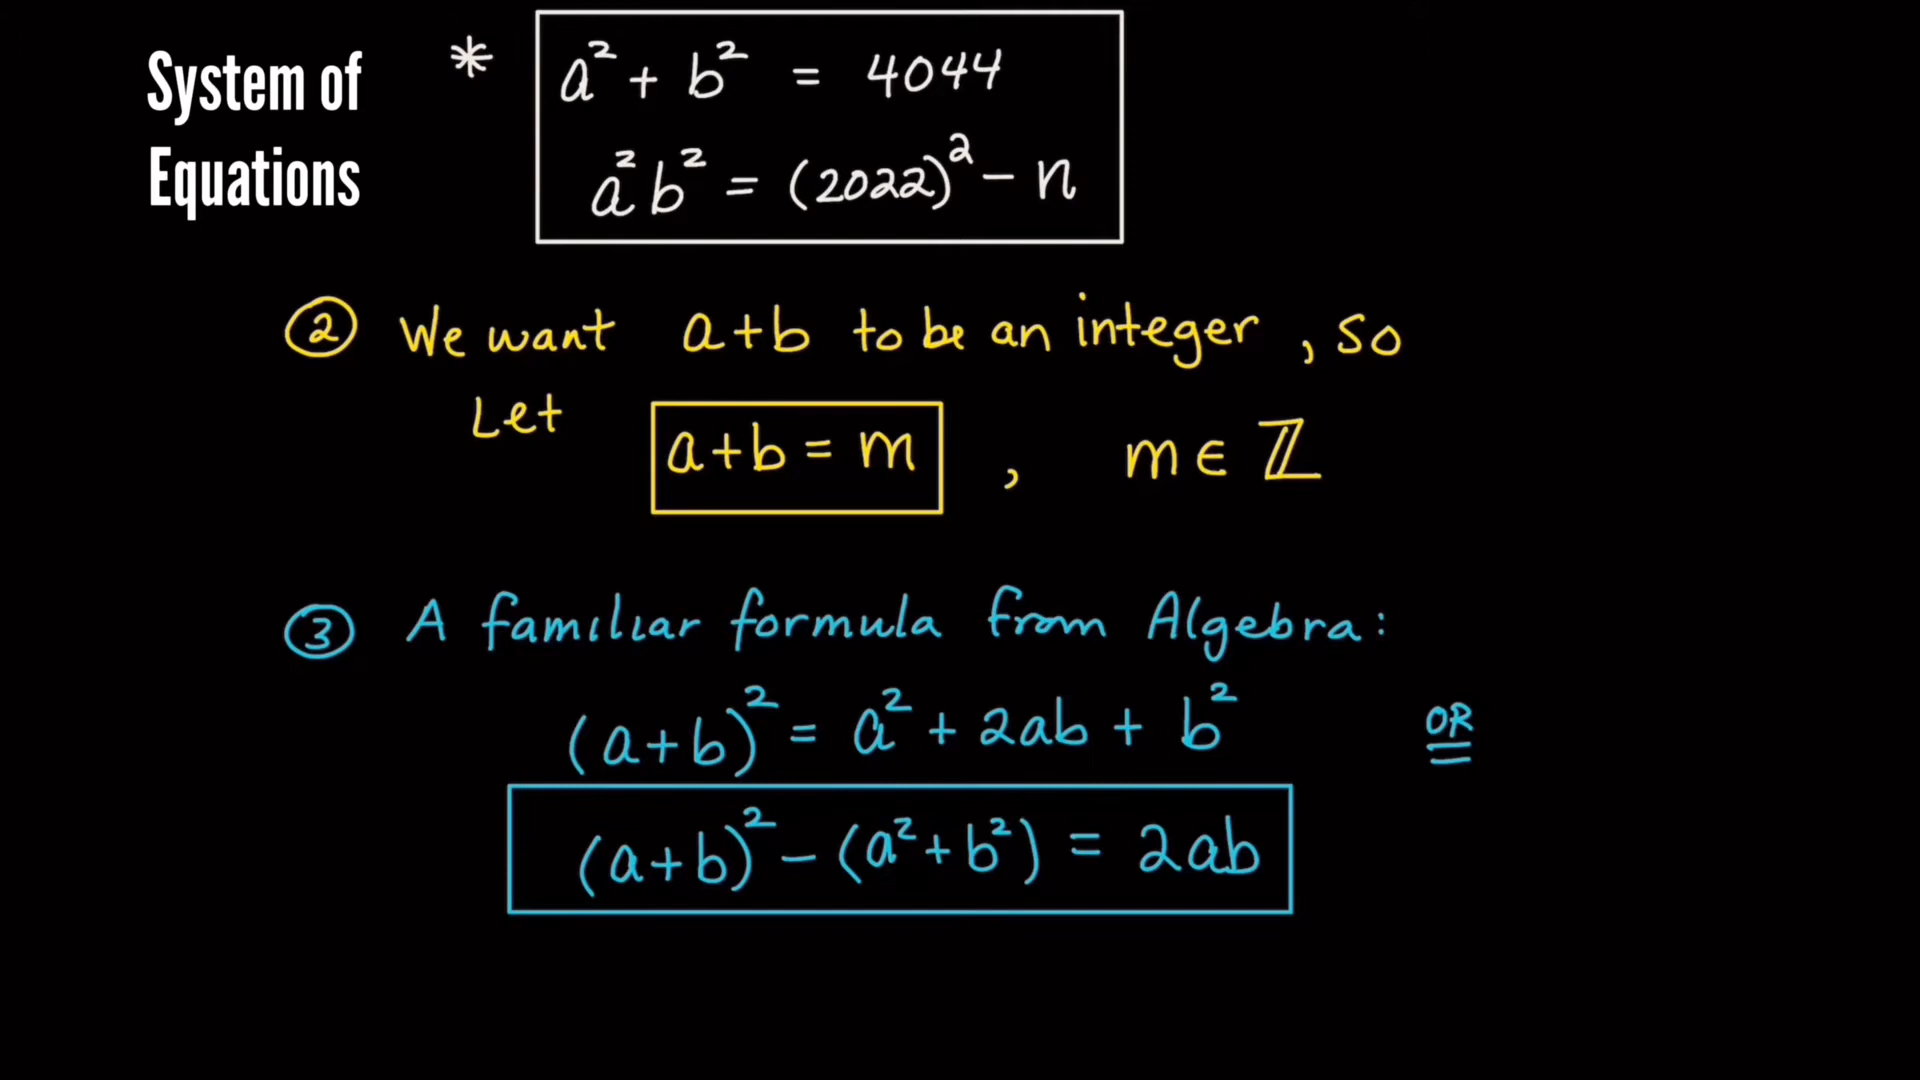 System of
Equations
* a² + b² = 4044
a²b² = (2022)² - n
② We want a+b to be an integer, so
Let a+b = m , m ∈ ℤ
③ A familiar formula from Algebra:
(a+b)² = a² + 2ab + b² OR
(a+b)² - (a²+b²) = 2ab